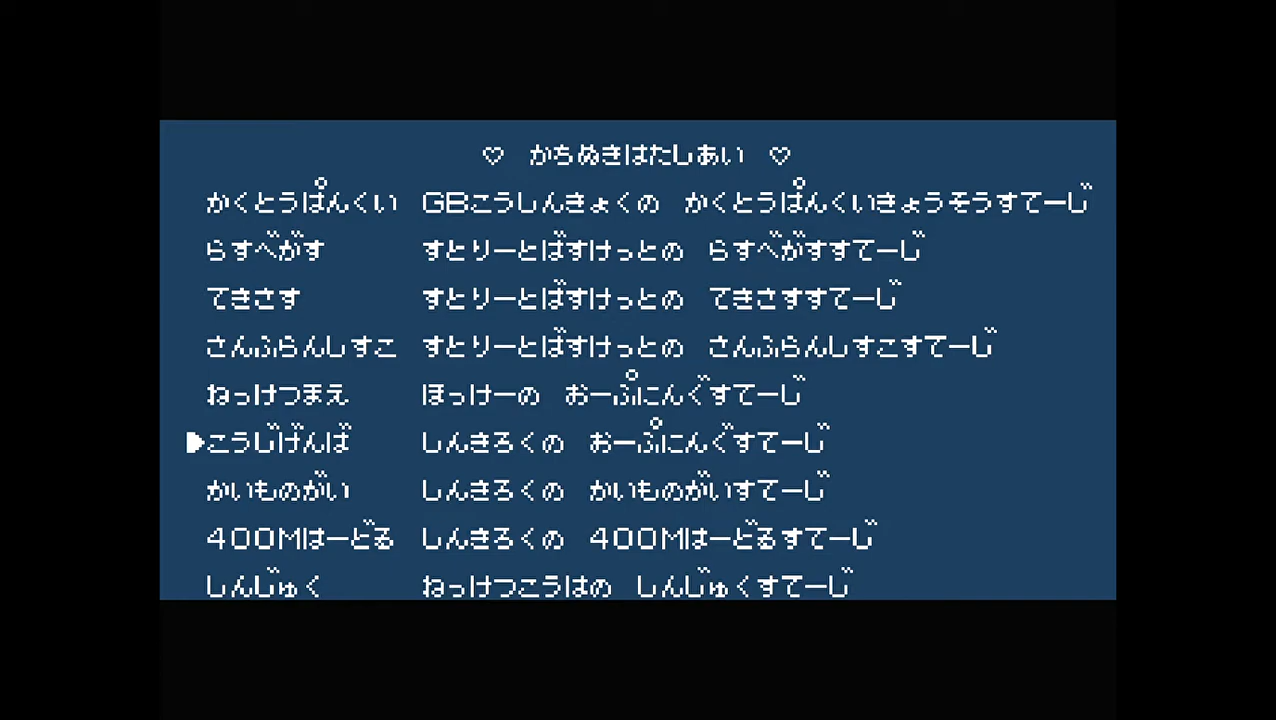 ♡ かちぬきはたしあい ♡
かくとうぱんくい GBこうしんきょくの かくとうぱんくいきょうそうすてーじ
らすべがす すとりーとばすけっとの らすべがすすてーじ
てきさす すとりーとばすけっとの てきさすすてーじ
さんふらんしすこ すとりーとばすけっとの さんふらんしすこすてーじ
ねっけつまえ ほっけーの おーぷにんぐすてーじ
こうじげんば しんきろくの おーぷにんぐすてーじ
かいものがい しんきろくの かいものがいすてーじ
400Mはーどる しんきろくの 400Mはーどるすてーじ
しんじゅく ねっけつこうはの しんじゅくすてーじ